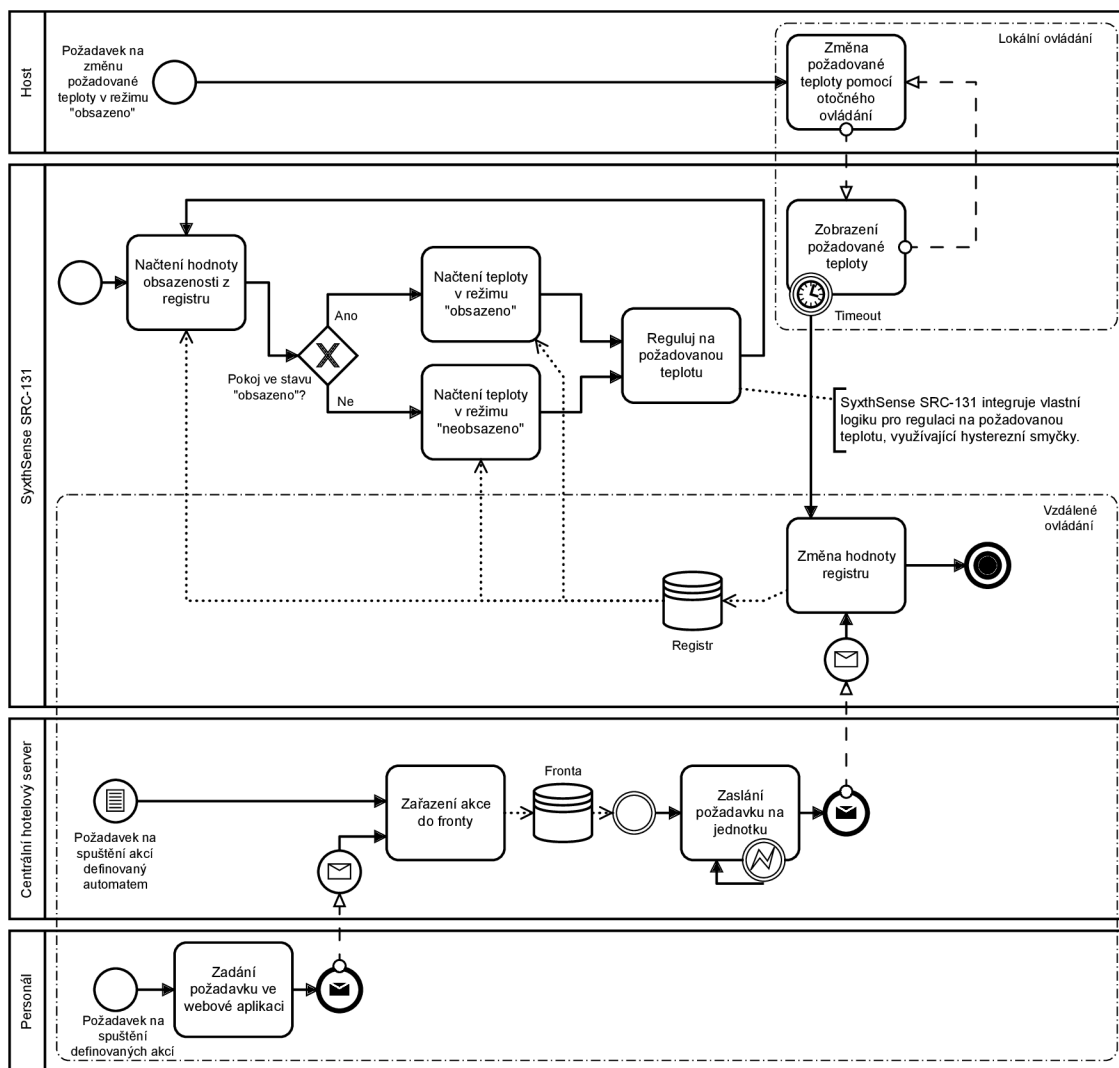 Host
Požadavek na
změnu
požadované
teploty v režimu
"obsazeno"
Změna
požadované
teploty pomocí
otočného
ovládání
Lokální ovládání
SyxthSense SRC-131
Načtení hodnoty
obsazenosti z
registru
Pokoj ve stavu
"obsazeno"?
Ano
Ne
Načtení teploty
v režimu
"obsazeno"
Načtení teploty
v režimu
"neobsazeno"
Reguluj na
požadovanou
teplotu
Zobrazení
požadované
teploty
Timeout
SyxthSense SRC-131 integruje vlastní
logiku pro regulaci na požadovanou
teplotu, využívající hysterezní smyčky.
Vzdálené
ovládání
Změna hodnoty
registru
Registr
Centrální hotelový server
Požadavek na
spuštění akcí
definovaný
automatem
Zařazení akce
do fronty
Fronta
Zaslání
požadavku na
jednotku
Personál
Požadavek na
spuštění
definovaných akcí
Zadání
požadavku ve
webové aplikaci